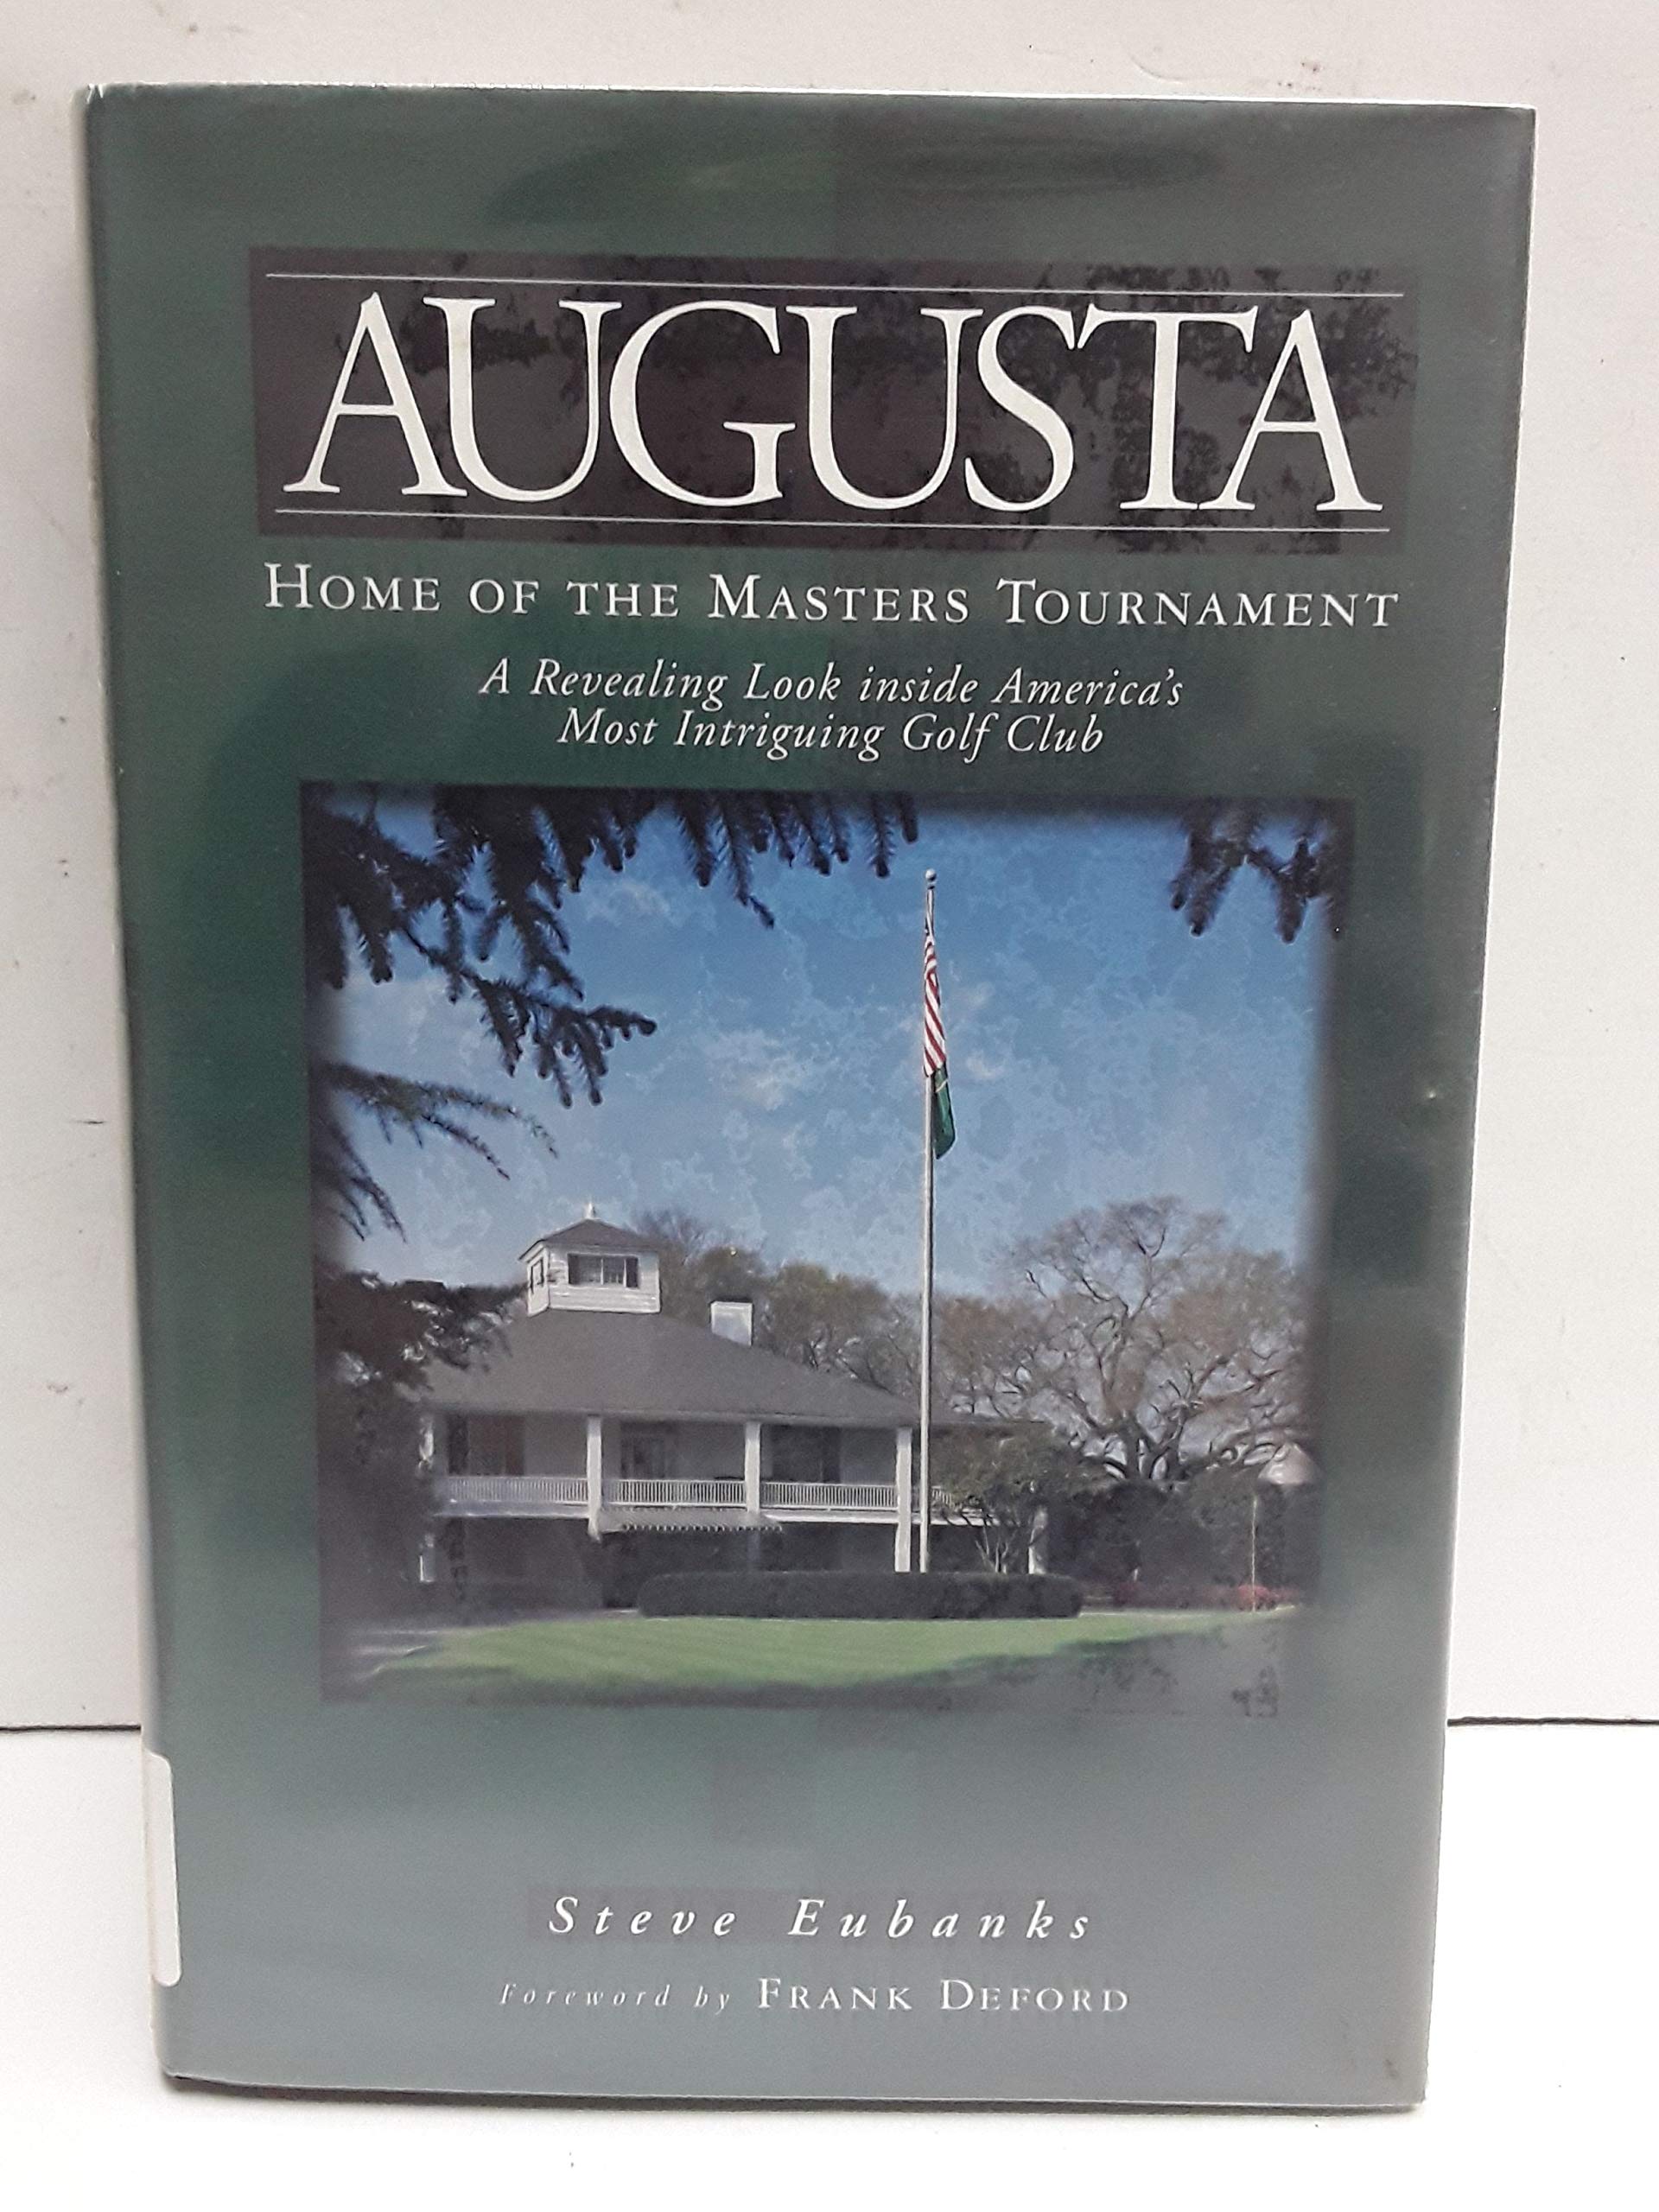 AUGUSTA
HOME OF THE MASTERS TOURNAMENT
A Revealing Look inside America's
Most Intriguing Golf Club
Steve Eubanks
Foreword by FRANK DEFORD